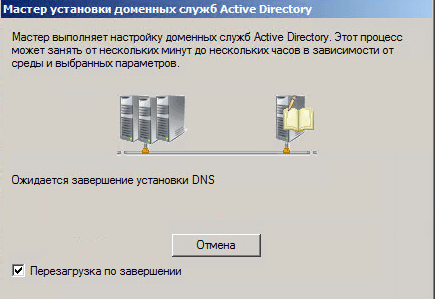 Мастер установки доменных служб Active Directory
Мастер выполняет настройку доменных служб Active Directory. Этот процесс
может занять от нескольких минут до нескольких часов в зависимости от
среды и выбранных параметров.
Ожидается завершение установки DNS
Отмена
Перезагрузка по завершении